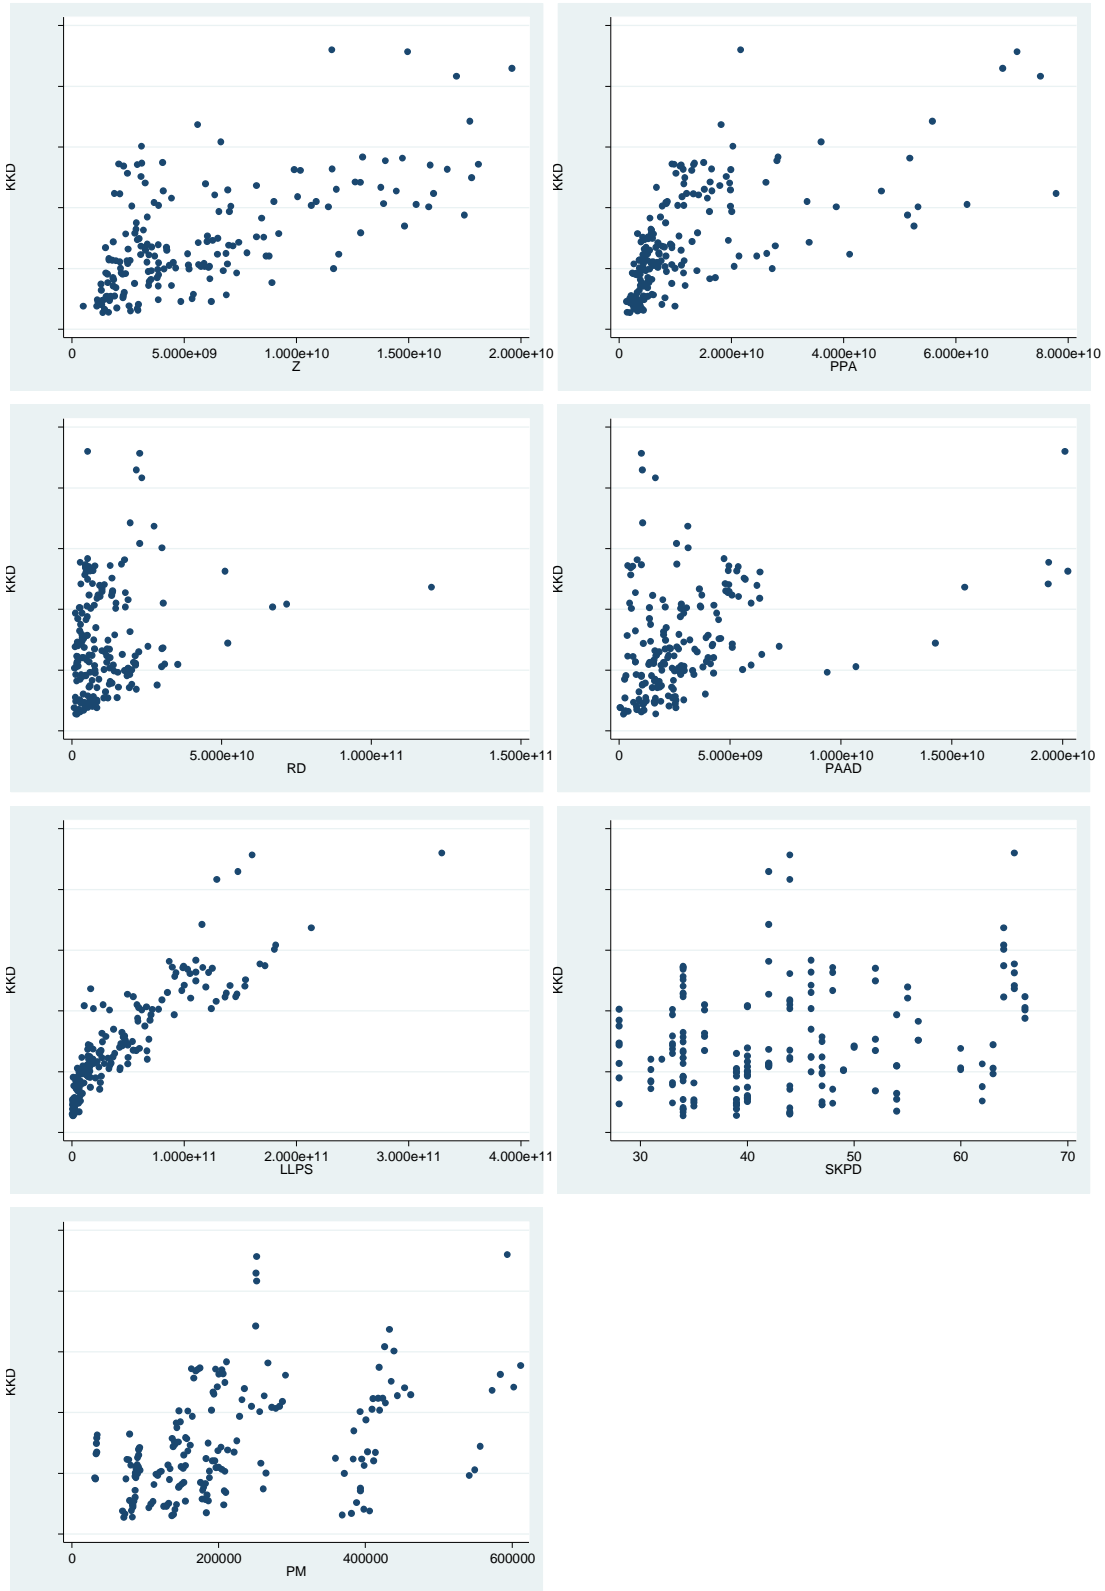 KKD
0 5.000e+09 1.000e+10 1.500e+10 2.000e+10
Z
KKD
0 2.000e+10 4.000e+10 6.000e+10 8.000e+10
PPA
KKD
0 5.000e+10 1.000e+11 1.500e+11
RD
KKD
0 5.000e+09 1.000e+10 1.500e+10 2.000e+10
PAAD
KKD
0 1.000e+11 2.000e+11 3.000e+11 4.000e+11
LLPS
KKD
30 40 50 60 70
SKPD
KKD
0 200000 400000 600000
PM